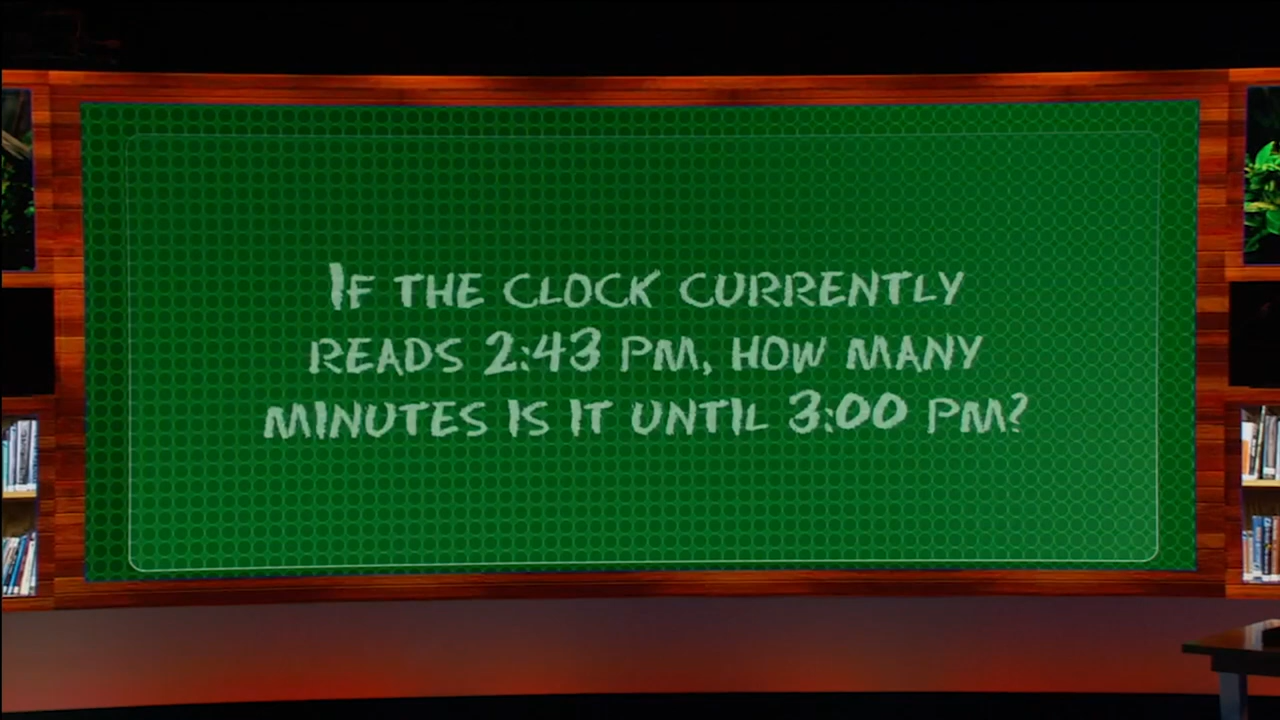 IF THE CLOCK CURRENTLY
READS 2:43 PM, HOW MANY
MINUTES IS IT UNTIL 3:00 PM?